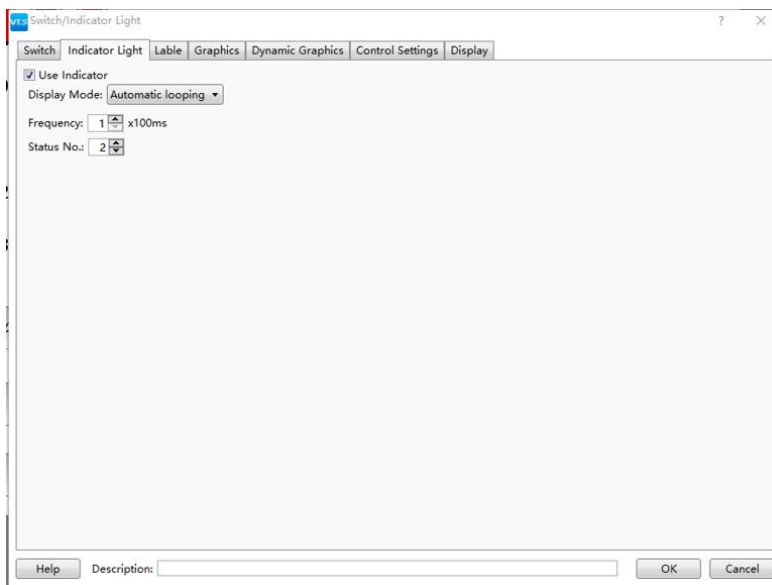 VT.S Switch/Indicator Light ?
Switch Indicator Light Lable Graphics Dynamic Graphics Control Settings Display
Use Indicator
Display Mode: Automatic looping
Frequency: 1 x100ms
Status No.: 2
Help Description: OK Cancel